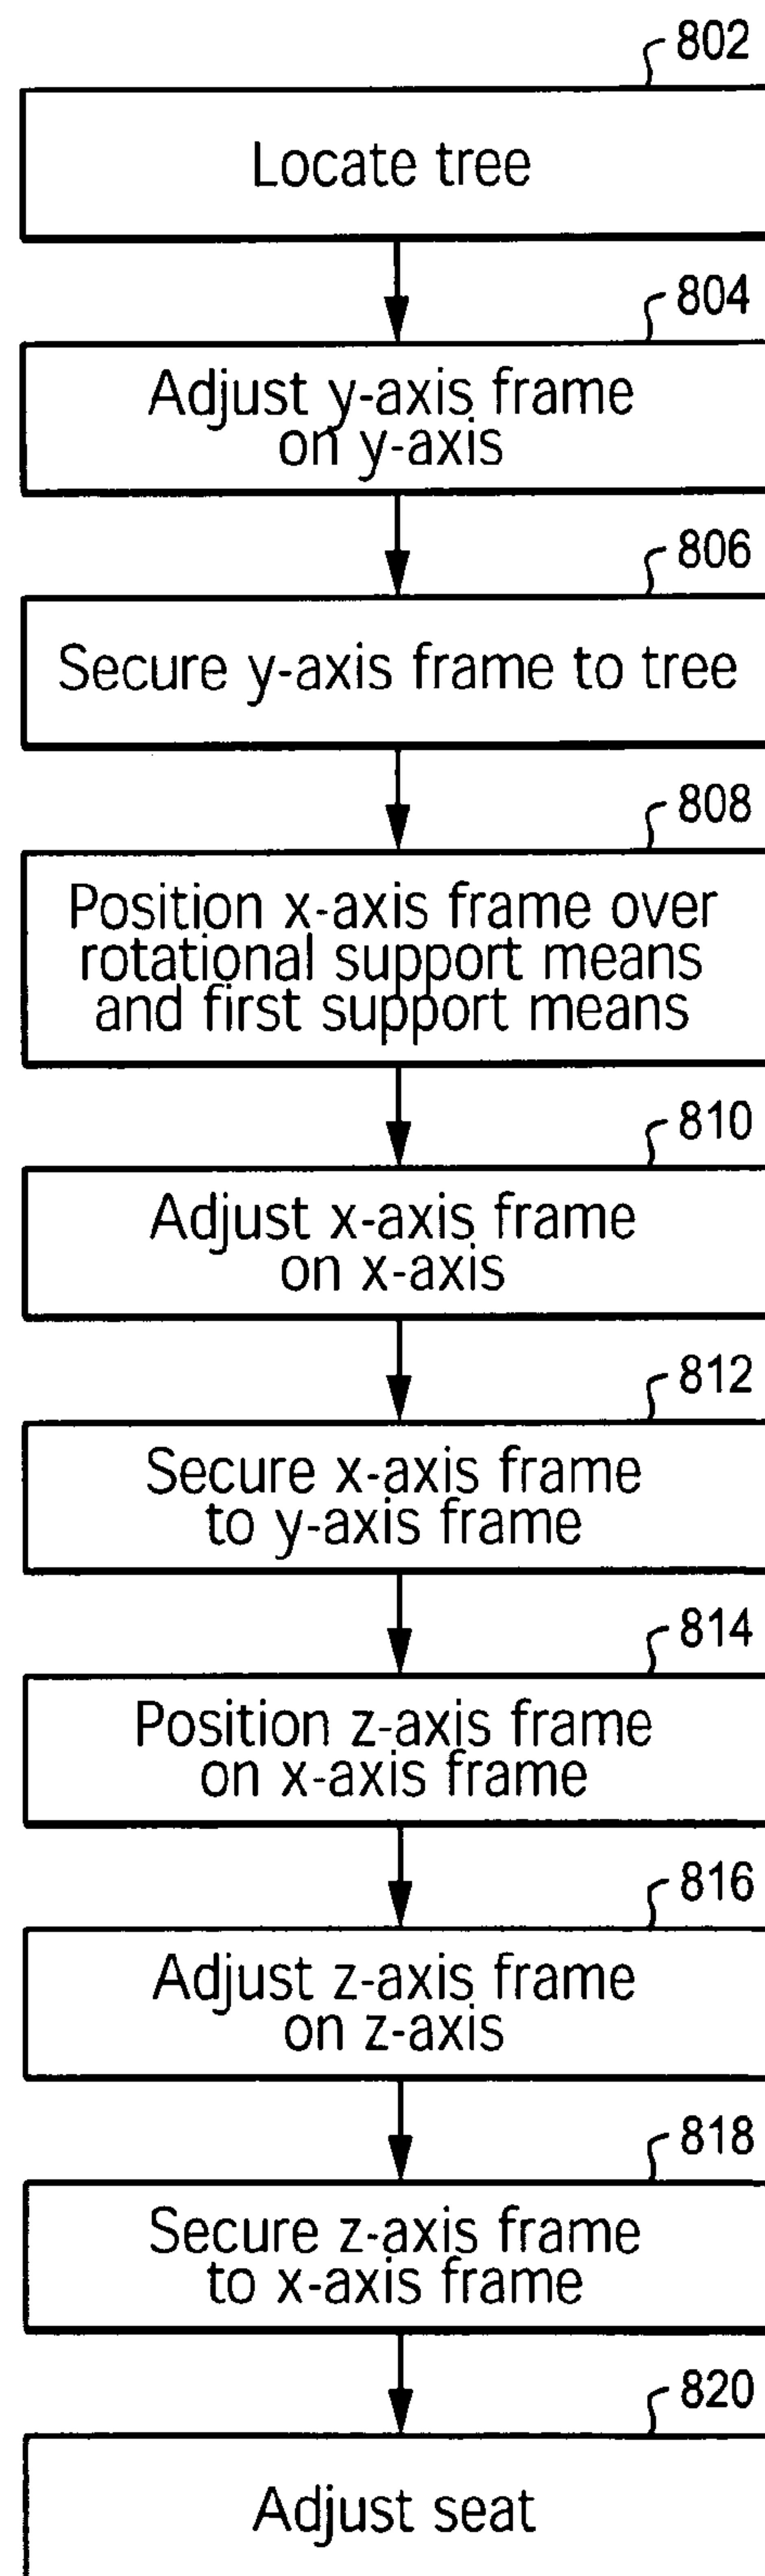 802
Locate tree
804
Adjust y-axis frame
on y-axis
806
Secure y-axis frame to tree
808
Position x-axis frame over
rotational support means
and first support means
810
Adjust x-axis frame
on x-axis
812
Secure x-axis frame
to y-axis frame
814
Position z-axis frame
on x-axis frame
816
Adjust z-axis frame
on z-axis
818
Secure z-axis frame
to x-axis frame
820
Adjust seat